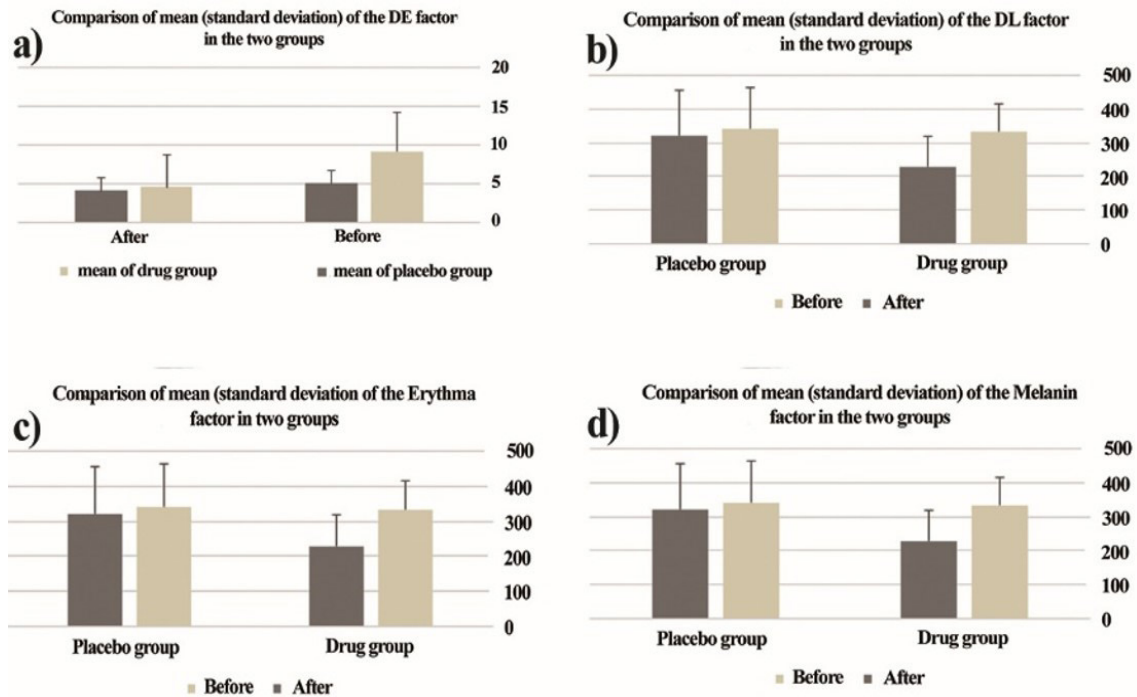 a)
Comparison of mean (standard deviation) of the DE factor
in the two groups
20
15
10
5
0
After Before
mean of drug group mean of placebo group
b)
Comparison of mean (standard deviation) of the DL factor
in the two groups
500
400
300
200
100
0
Placebo group Drug group
Before After
c)
Comparison of mean (standard deviation of the Erythma
factor in two groups
500
400
300
200
100
0
Placebo group Drug group
Before After
d)
Comparison of mean (standard deviation) of the Melanin
factor in the two groups
500
400
300
200
100
0
Placebo group Drug group
Before After